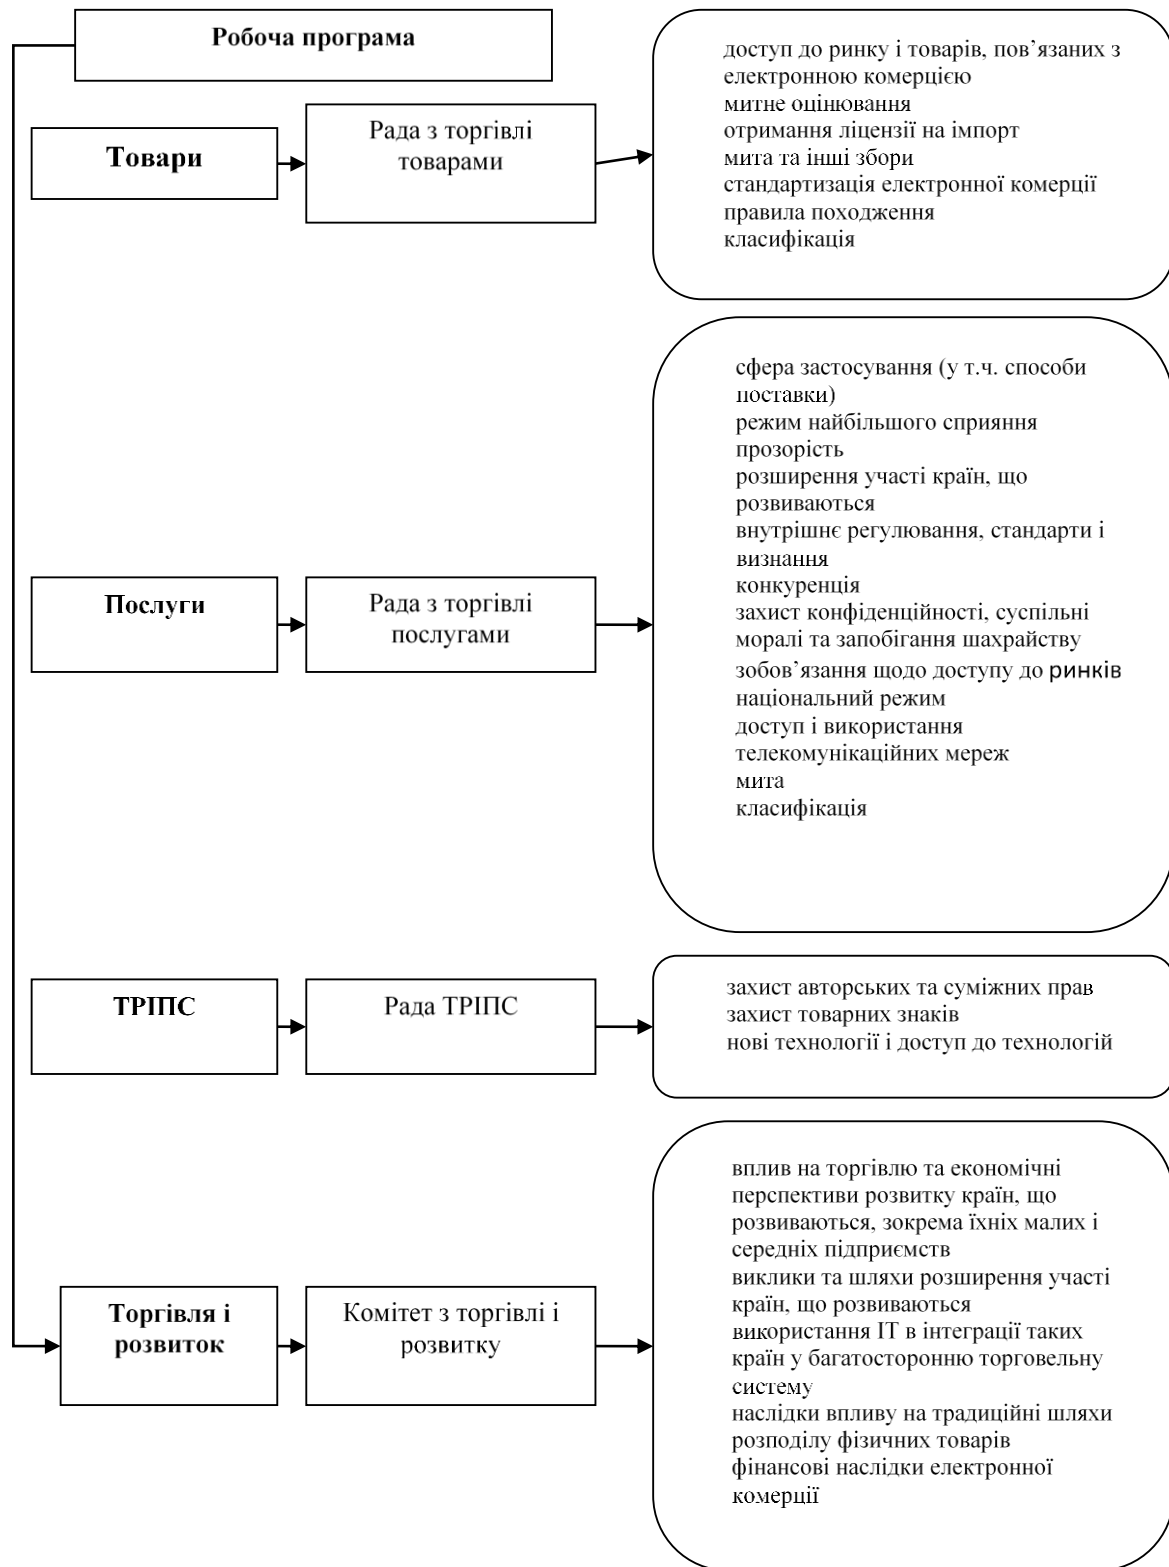 Робоча програма
Товари
Рада з торгівлі
товарами
доступ до ринку і товарів, пов’язаних з
електронною комерцією
митне оцінювання
отримання ліцензії на імпорт
мита та інші збори
стандартизація електронної комерції
правила походження
класифікація
Послуги
Рада з торгівлі
послугами
сфера застосування (у т.ч. способи
поставки)
режим найбільшого сприяння
прозорість
розширення участі країн, що
розвиваються
внутрішнє регулювання, стандарти і
визнання
конкуренція
захист конфіденційності, суспільні
моралі та запобігання шахрайству
зобов’язання щодо доступу до ринків
національний режим
доступ і використання
телекомунікаційних мереж
мита
класифікація
ТРІПС
Рада ТРІПС
захист авторських та суміжних прав
захист товарних знаків
нові технології і доступ до технологій
Торгівля і
розвиток
Комітет з торгівлі і
розвитку
вплив на торгівлю та економічні
перспективи розвитку країн, що
розвиваються, зокрема їхніх малих і
середніх підприємств
виклики та шляхи розширення участі
країн, що розвиваються
використання ІТ в інтеграції таких
країн у багатосторонню торговельну
систему
наслідки впливу на традиційні шляхи
розподілу фізичних товарів
фінансові наслідки електронної
комерції